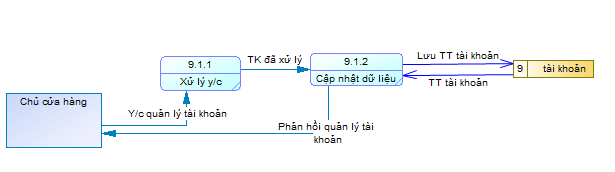 9.1.1
Xử lý y/c
TK đã xử lý
9.1.2
Cập nhật dữ liệu
Lưu TT tài khoản
9 tài khoản
TT tài khoản
Chủ cửa hàng
Y/c quản lý tài khoản
Phản hồi quản lý tài
khoản